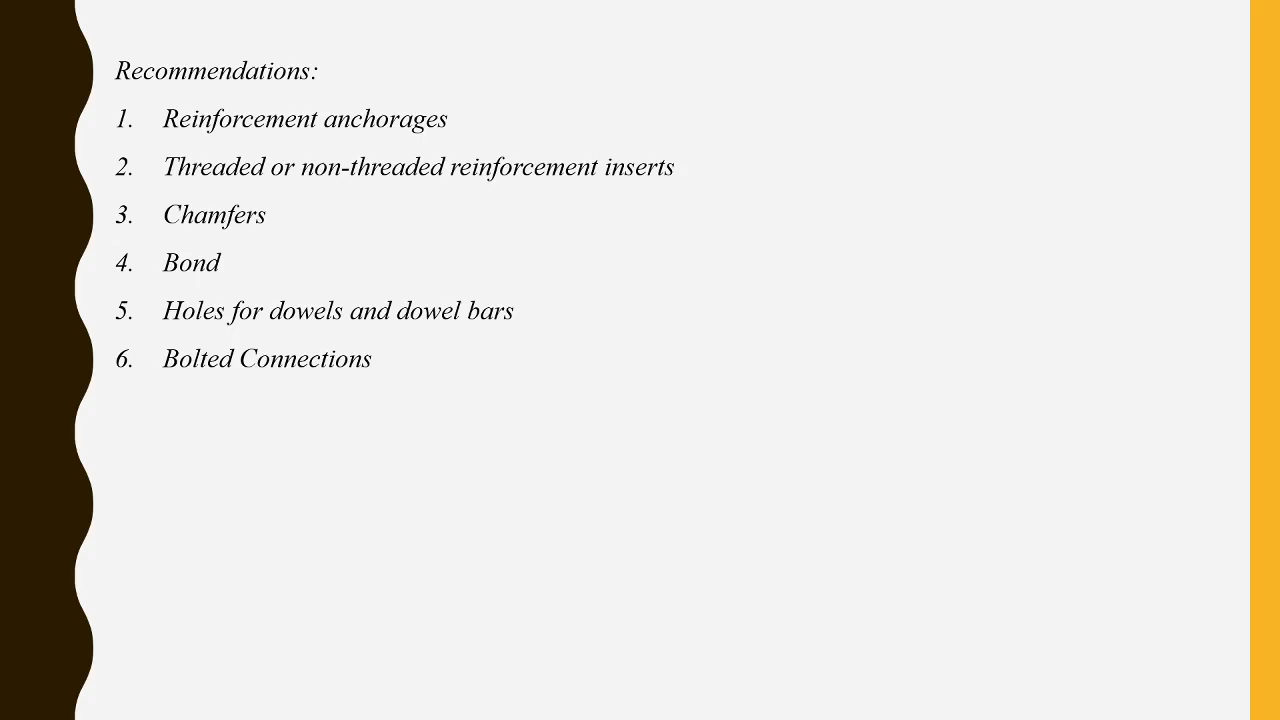 Recommendations:
1. Reinforcement anchorages
2. Threaded or non-threaded reinforcement inserts
3. Chamfers
4. Bond
5. Holes for dowels and dowel bars
6. Bolted Connections